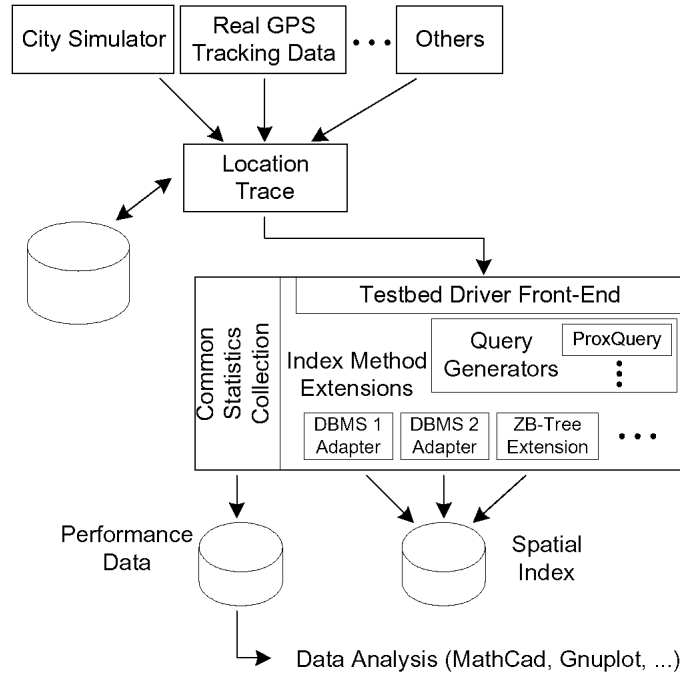 City Simulator
Real GPS
Tracking Data
Others
Location
Trace
Testbed Driver Front-End
Common
Statistics
Collection
Query
Generators
ProxQuery
Index Method
Extensions
DBMS 1
Adapter
DBMS 2
Adapter
ZB-Tree
Extension
Performance
Data
Spatial
Index
Data Analysis (MathCad, Gnuplot, ...)